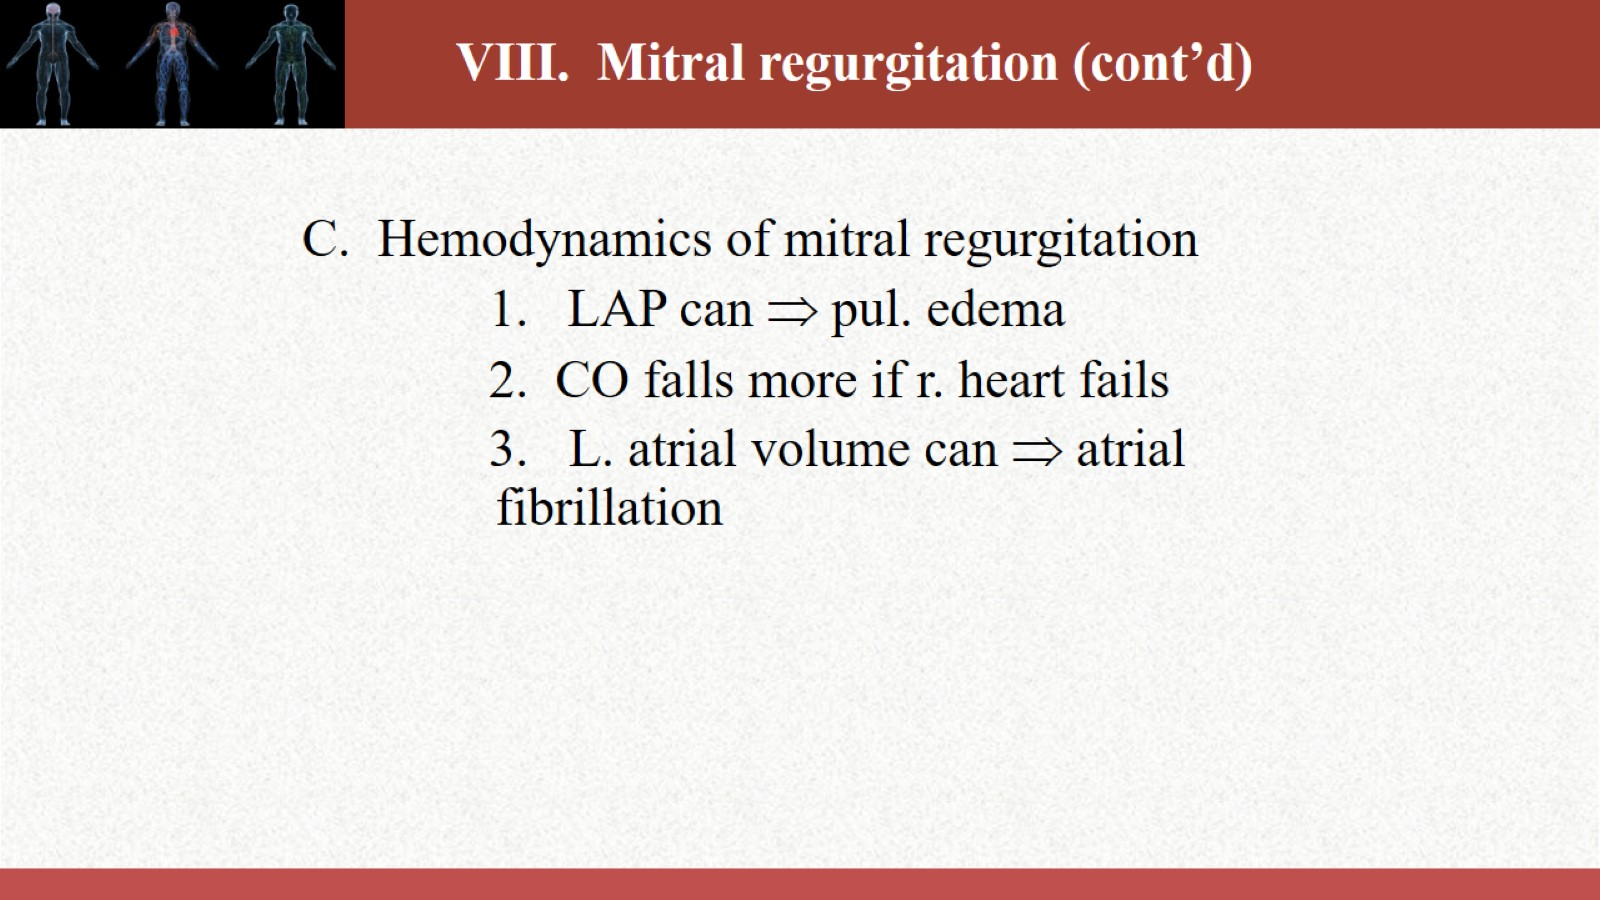 VIII.  Mitral regurgitation (cont’d)
C.  Hemodynamics of mitral regurgitation
1.   LAP can ⇒ pul. edema
2.  CO falls more if r. heart fails
3.   L. atrial volume can ⇒ atrial
fibrillation